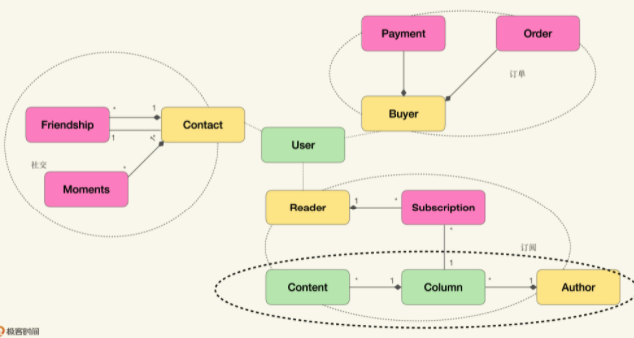 Payment
Order
订单
Buyer
Friendship
* 1
1 *
Contact
User
社交
Moments
*
Reader
1 *
Subscription
*
订阅
1
Content
* 1
Column
* 1
Author
极客时间